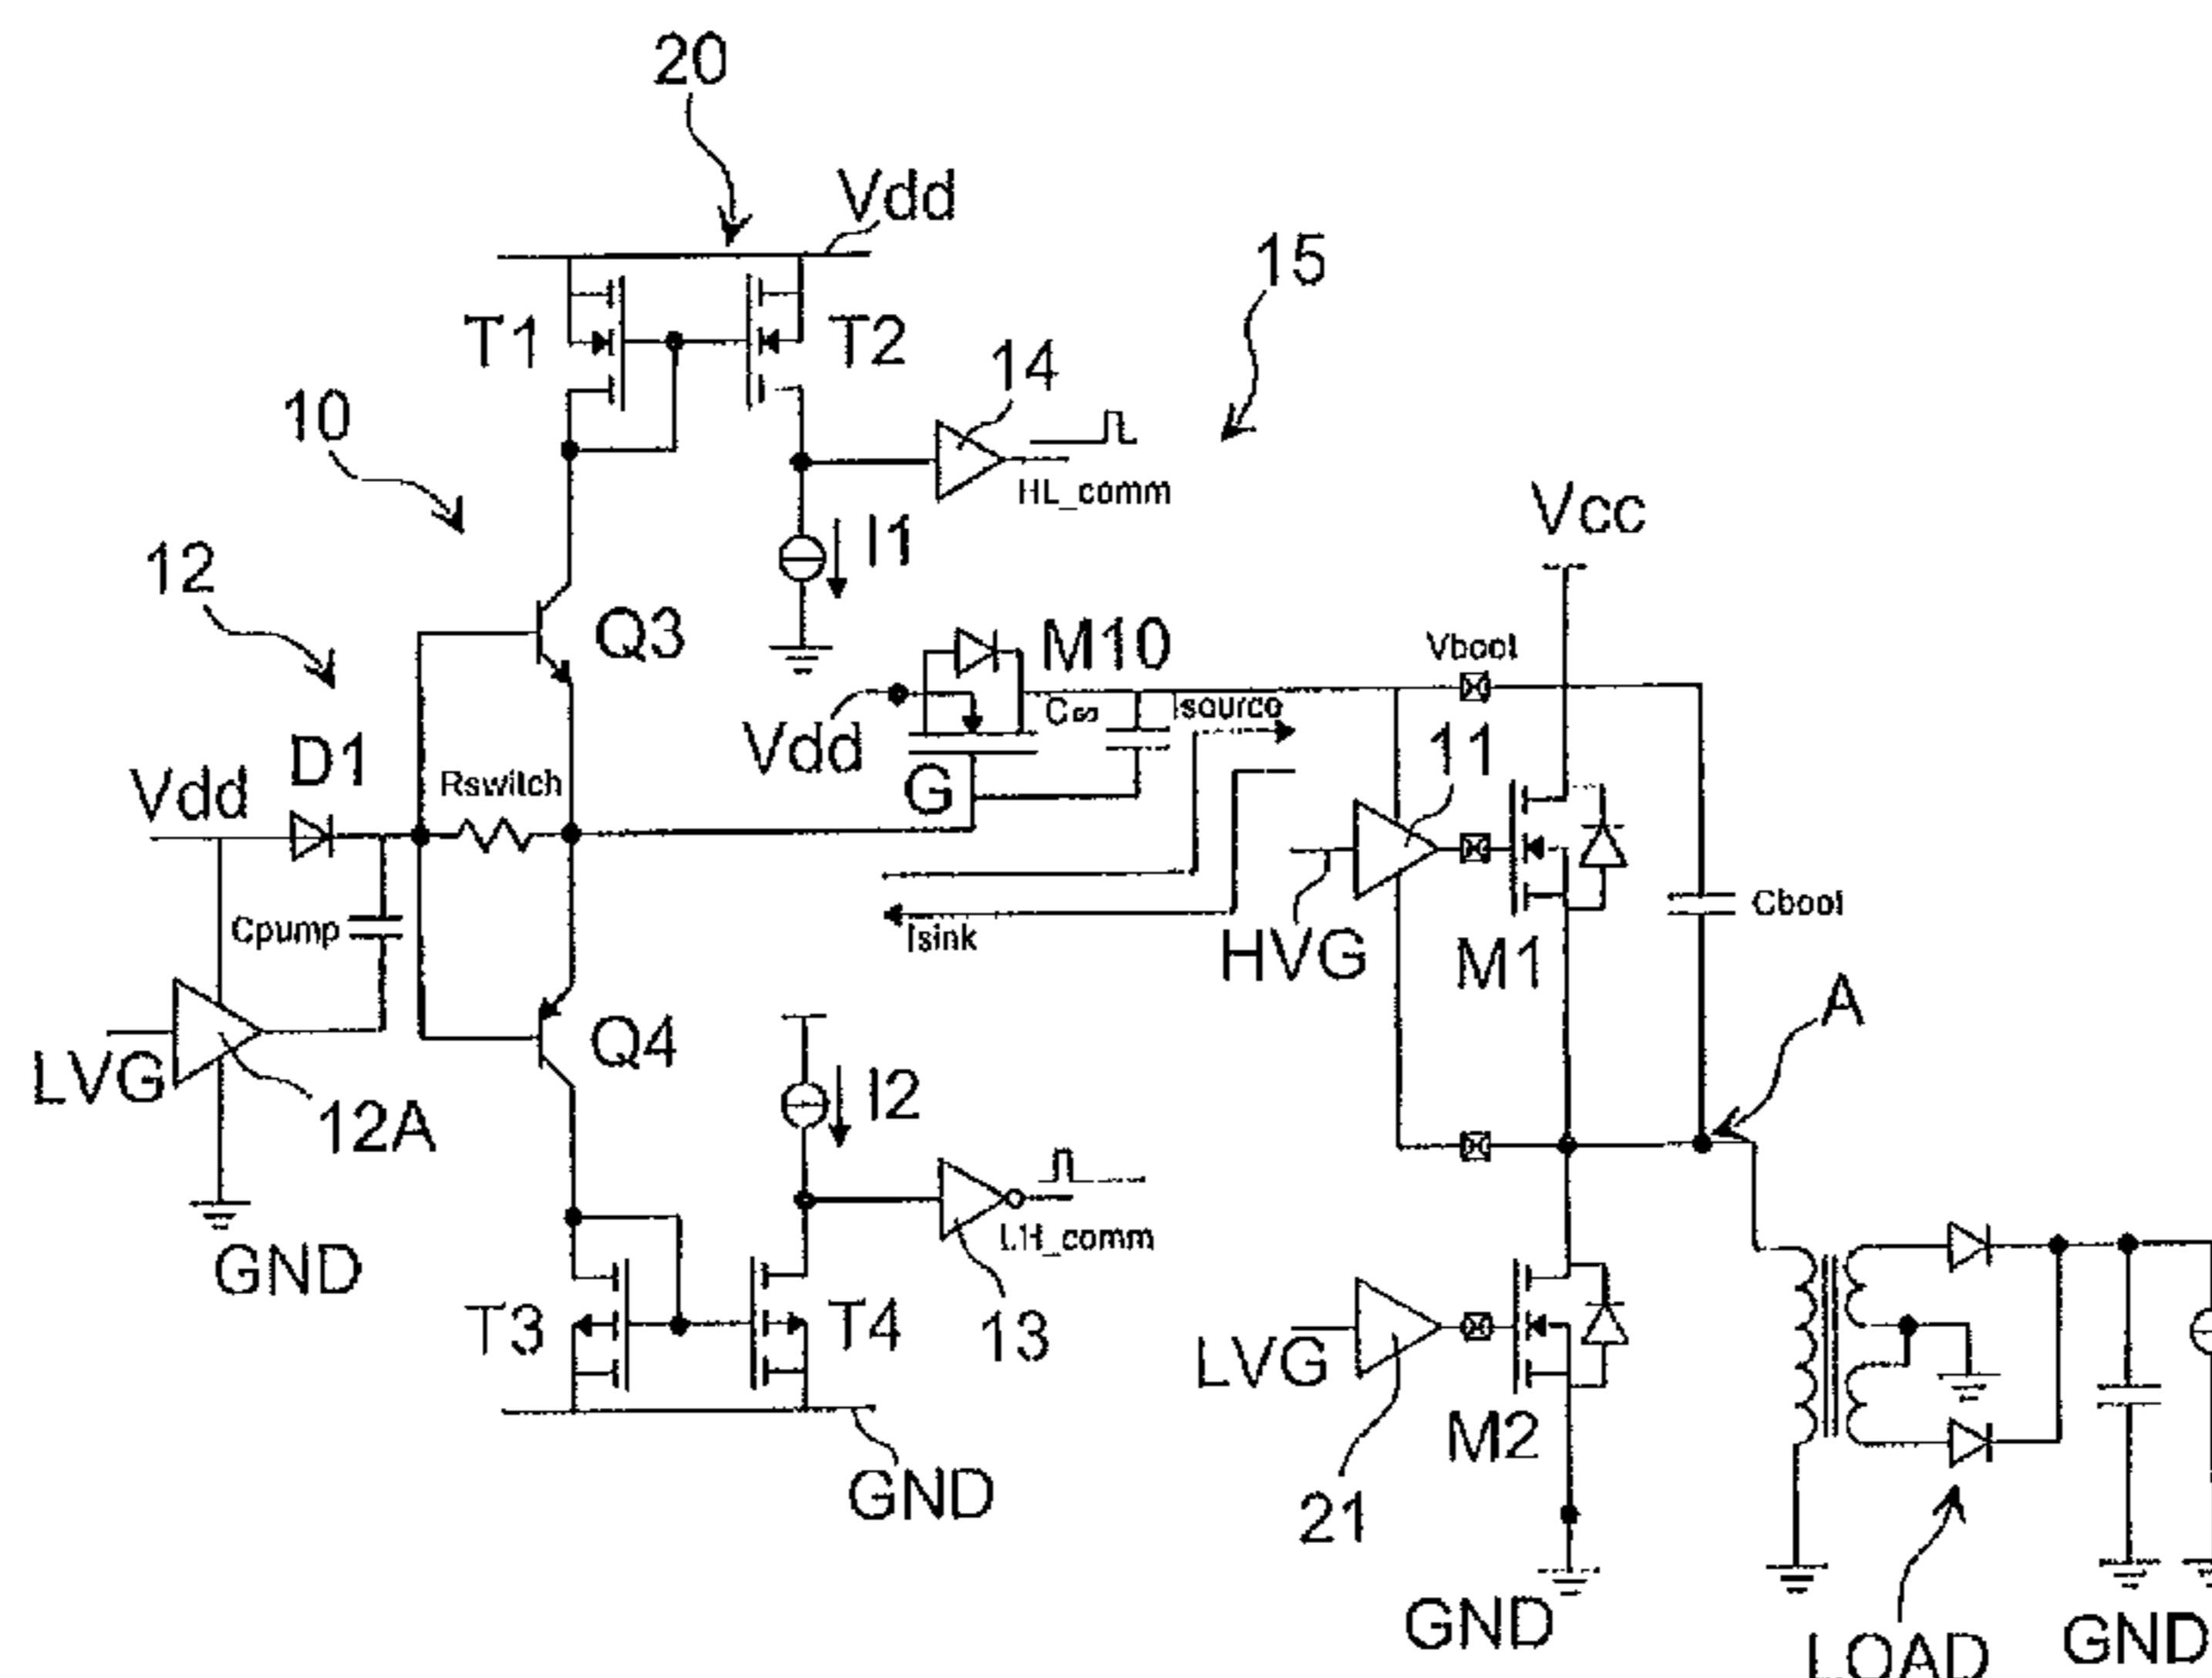 20
Vdd
15
T1
T2
14
10
HL_comm
Vcc
I1
12
Q3
M10
Vboot
Isource
Vdd
11
D1
Rswitch
Vdd
G
Cpump
Isink
HVG
M1
Cboot
A
Q4
LVG
I2
12A
LH_comm
GND
T3
T4
13
LVG
M2
GND
21
GND
LOAD
GND